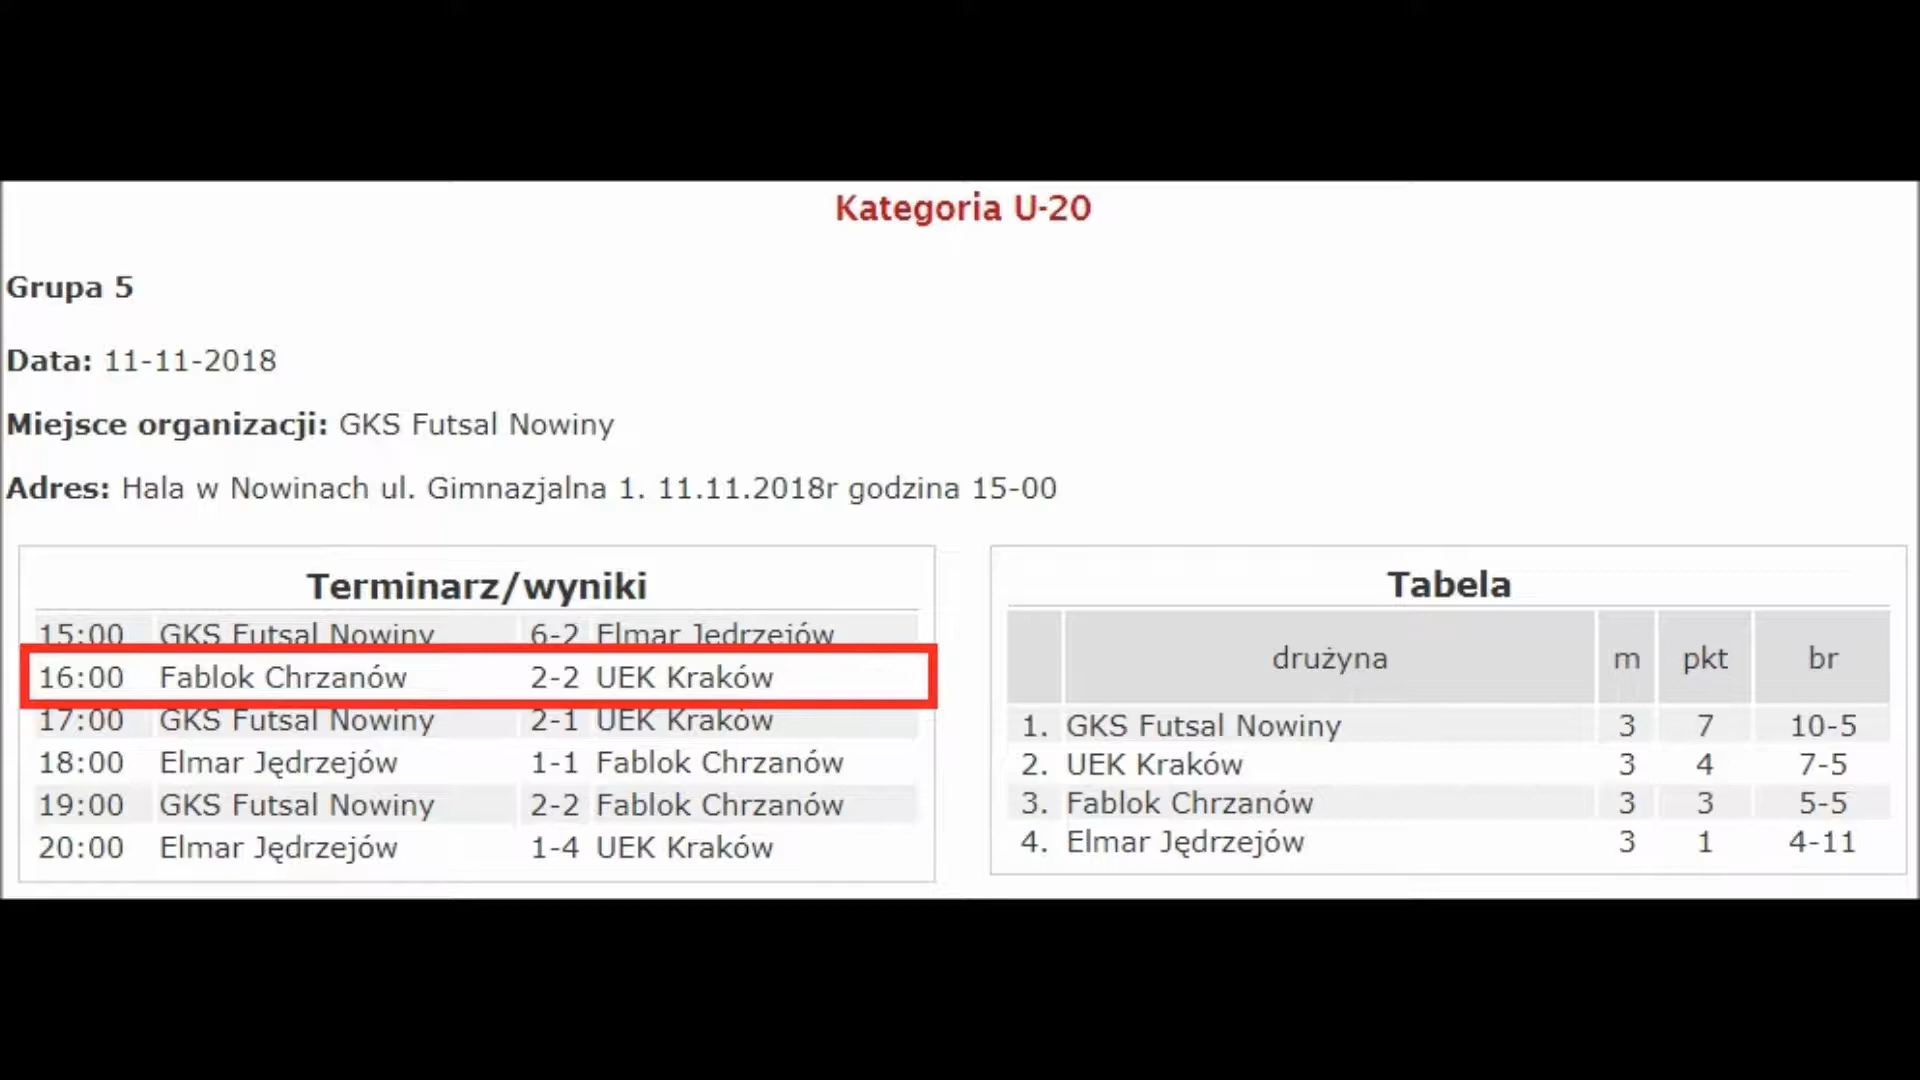 Kategoria U-20
Grupa 5
Data: 11-11-2018
Miejsce organizacji: GKS Futsal Nowiny
Adres: Hala w Nowinach ul. Gimnazjalna 1. 11.11.2018r godzina 15-00
Terminarz/wyniki
15:00 GKS Futsal Nowiny 6-2 Elmar Jędrzejów
16:00 Fablok Chrzanów 2-2 UEK Kraków
17:00 GKS Futsal Nowiny 2-1 UEK Kraków
18:00 Elmar Jędrzejów 1-1 Fablok Chrzanów
19:00 GKS Futsal Nowiny 2-2 Fablok Chrzanów
20:00 Elmar Jędrzejów 1-4 UEK Kraków
Tabela
drużyna m pkt br
1. GKS Futsal Nowiny 3 7 10-5
2. UEK Kraków 3 4 7-5
3. Fablok Chrzanów 3 3 5-5
4. Elmar Jędrzejów 3 1 4-11